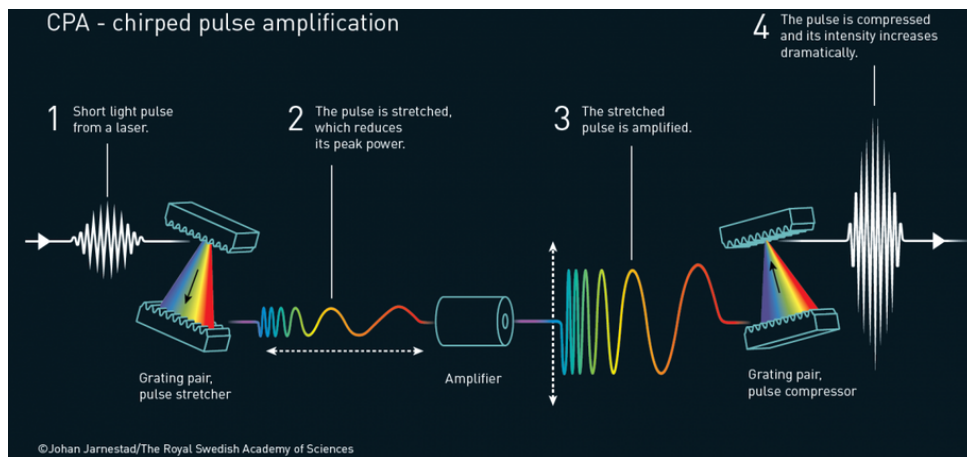 CPA - chirped pulse amplification
1 Short light pulse
from a laser.
2 The pulse is stretched,
which reduces
its peak power.
3 The stretched
pulse is amplified.
4 The pulse is compressed
and its intensity increases
dramatically.
Grating pair,
pulse stretcher
Amplifier
Grating pair,
pulse compressor
©Johan Jarnestad/The Royal Swedish Academy of Sciences